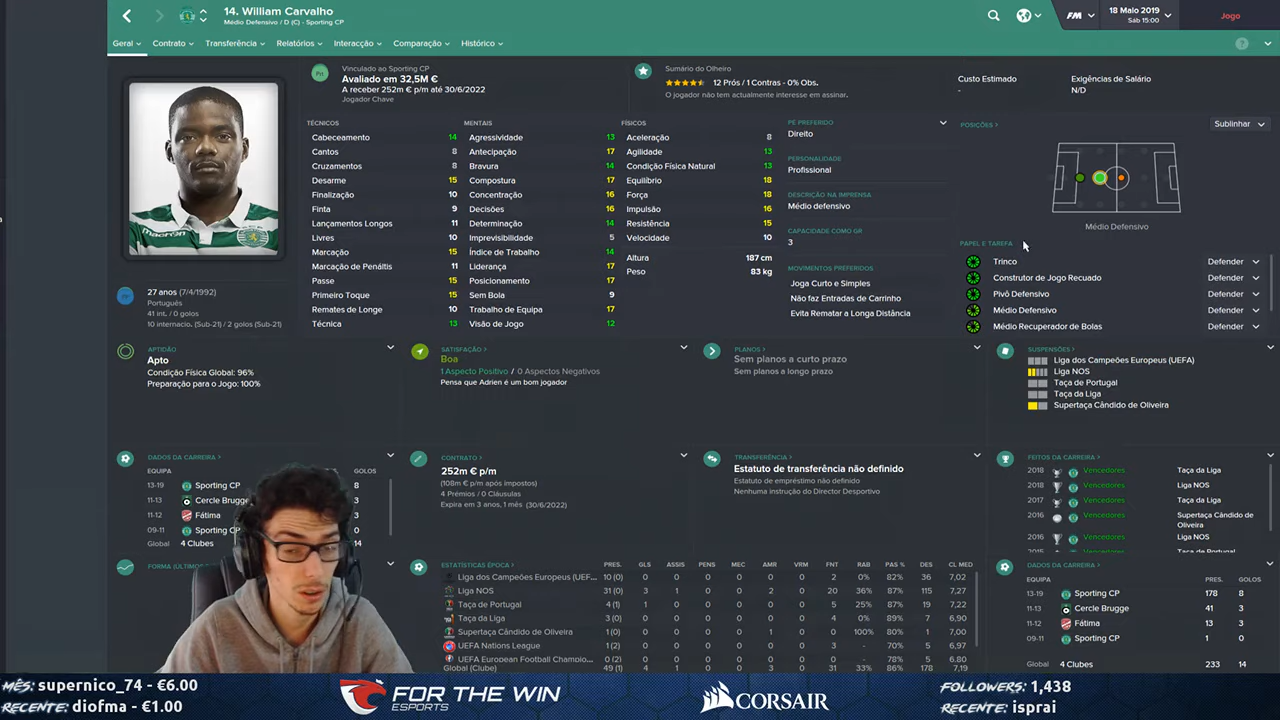 14. William Carvalho
Médio Defensivo / D (C) - Sporting CP
FM
18 Maio 2019
Sáb 15:00
Jogo
Geral
Contrato
Transferência
Relatórios
Interacção
Comparação
Histórico
Vinculado ao Sporting CP
Avaliado em 32,5M €
A receber 252m € p/m até 30/6/2022
Jogador Chave
Sumário do Olheiro
12 Prós / 1 Contras - 0% Obs.
O jogador não tem actualmente interesse em assinar.
Custo Estimado
-
Exigências de Salário
N/D
TÉCNICOS
Cabeceamento 14
Cantos 8
Cruzamentos 8
Desarme 15
Finalização 10
Finta 9
Lançamentos Longos 11
Livres 10
Marcação 15
Marcação de Penáltis 11
Passe 15
Primeiro Toque 15
Remates de Longe 10
Técnica 13
MENTAIS
Agressividade 13
Antecipação 17
Bravura 14
Compostura 17
Concentração 16
Decisões 16
Determinação 14
Imprevisibilidade 5
Índice de Trabalho 14
Liderança 17
Posicionamento 17
Sem Bola 9
Trabalho de Equipa 17
Visão de Jogo 12
FÍSICOS
Aceleração 8
Agilidade 13
Condição Física Natural 13
Equilíbrio 18
Força 18
Impulsão 16
Resistência 15
Velocidade 10
Altura 187 cm
Peso 83 kg
PÉ PREFERIDO
Direito
PERSONALIDADE
Profissional
DESCRIÇÃO NA IMPRENSA
Médio defensivo
CAPACIDADE COMO GR
3
MOVIMENTOS PREFERIDOS
Joga Curto e Simples
Não faz Entradas de Carrinho
Evita Rematar a Longa Distância
POSIÇÕES >
Sublinhar
Médio Defensivo
PAPEL E TAREFA
Trinco Defender
Construtor de Jogo Recuado Defender
Pivô Defensivo Defender
Médio Defensivo Defender
Médio Recuperador de Bolas Defender
27 anos (7/4/1992)
Português
41 int. / 0 golos
10 internacio. (Sub-21) / 2 golos (Sub-21)
APTIDÃO
Apto
Condição Física Global: 96%
Preparação para o Jogo: 100%
SATISFAÇÃO >
Boa
1 Aspecto Positivo / 0 Aspectos Negativos
Pensa que Adrien é um bom jogador
PLANOS >
Sem planos a curto prazo
Sem planos a longo prazo
SUSPENSÕES >
Liga dos Campeões Europeus (UEFA)
Liga NOS
Taça de Portugal
Taça da Liga
Supertaça Cândido de Oliveira
DADOS DA CARREIRA >
EQUIPA GOLOS
13-19 Sporting CP 8
11-13 Cercle Brugge 3
11-12 Fátima 3
09-11 Sporting CP 0
Global 4 Clubes 14
CONTRATO >
252m € p/m
(108m € p/m após impostos)
4 Prémios / 0 Cláusulas
Expira em 3 anos, 1 mês (30/6/2022)
TRANSFERÊNCIA >
Estatuto de transferência não definido
Estatuto de empréstimo não definido
Nenhuma instrução do Director Desportivo
FEITOS DA CARREIRA >
2018 Vencedores Taça da Liga
2018 Vencedores Liga NOS
2017 Vencedores Taça da Liga
2016 Vencedores Supertaça Cândido de Oliveira
2016 Vencedores Liga NOS
2015 Vencedores Taça de Portugal
FORMA (ÚLTIMOS
ESTATÍSTICAS ÉPOCA > PRES. GLS ASSIS PENS MEC AMR VRM FNT RAB PAS % DES CL MED
Liga dos Campeões Europeus (UEF... 10 (0) 0 0 0 0 0 0 2 0% 82% 36 7,02
Liga NOS 31 (0) 3 1 0 0 2 0 20 36% 87% 115 7,27
Taça de Portugal 4 (1) 1 0 0 0 0 0 5 25% 87% 19 7,22
Taça da Liga 3 (0) 0 0 0 0 0 0 4 0% 89% 7 6,90
Supertaça Cândido de Oliveira 1 (0) 0 0 0 0 1 0 0 100% 80% 1 7,00
UEFA Nations League 1 (2) 0 0 0 0 0 0 3 - 70% 5 6,97
UEFA European Football Champio... 0 (2) 0 0 0 0 0 0 0 - 78% 5 6,80
Global (Clube) 49 (1) 4 1 0 0 3 0 31 33% 86% 178 7,19
DADOS DA CARREIRA >
EQUIPA PRES. GOLOS
13-19 Sporting CP 178 8
11-13 Cercle Brugge 41 3
11-12 Fátima 13 3
09-11 Sporting CP 1 0
Global 4 Clubes 233 14
MÊS: supernico_74 - €6.00
RECENTE: diofma - €1.00
FOR THE WIN
ESPORTS
CORSAIR
FOLLOWERS: 1,438
RECENTE: isprai